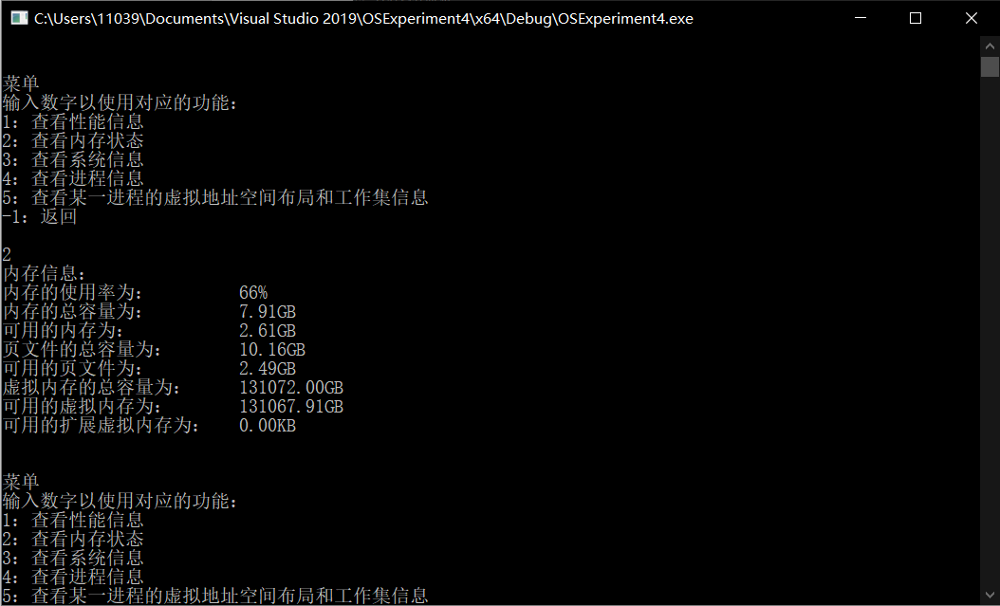 C:\Users\11039\Documents\Visual Studio 2019\OSExperiment4\x64\Debug\OSExperiment4.exe
菜单
输入数字以使用对应的功能：
1：查看性能信息
2：查看内存状态
3：查看系统信息
4：查看进程信息
5：查看某一进程的虚拟地址空间布局和工作集信息
-1：返回
2
内存信息：
内存的使用率为： 66%
内存的总容量为： 7.91GB
可用的内存为： 2.61GB
页文件的总容量为： 10.16GB
可用的页文件为： 2.49GB
虚拟内存的总容量为： 131072.00GB
可用的虚拟内存为： 131067.91GB
可用的扩展虚拟内存为： 0.00KB
菜单
输入数字以使用对应的功能：
1：查看性能信息
2：查看内存状态
3：查看系统信息
4：查看进程信息
5：查看某一进程的虚拟地址空间布局和工作集信息